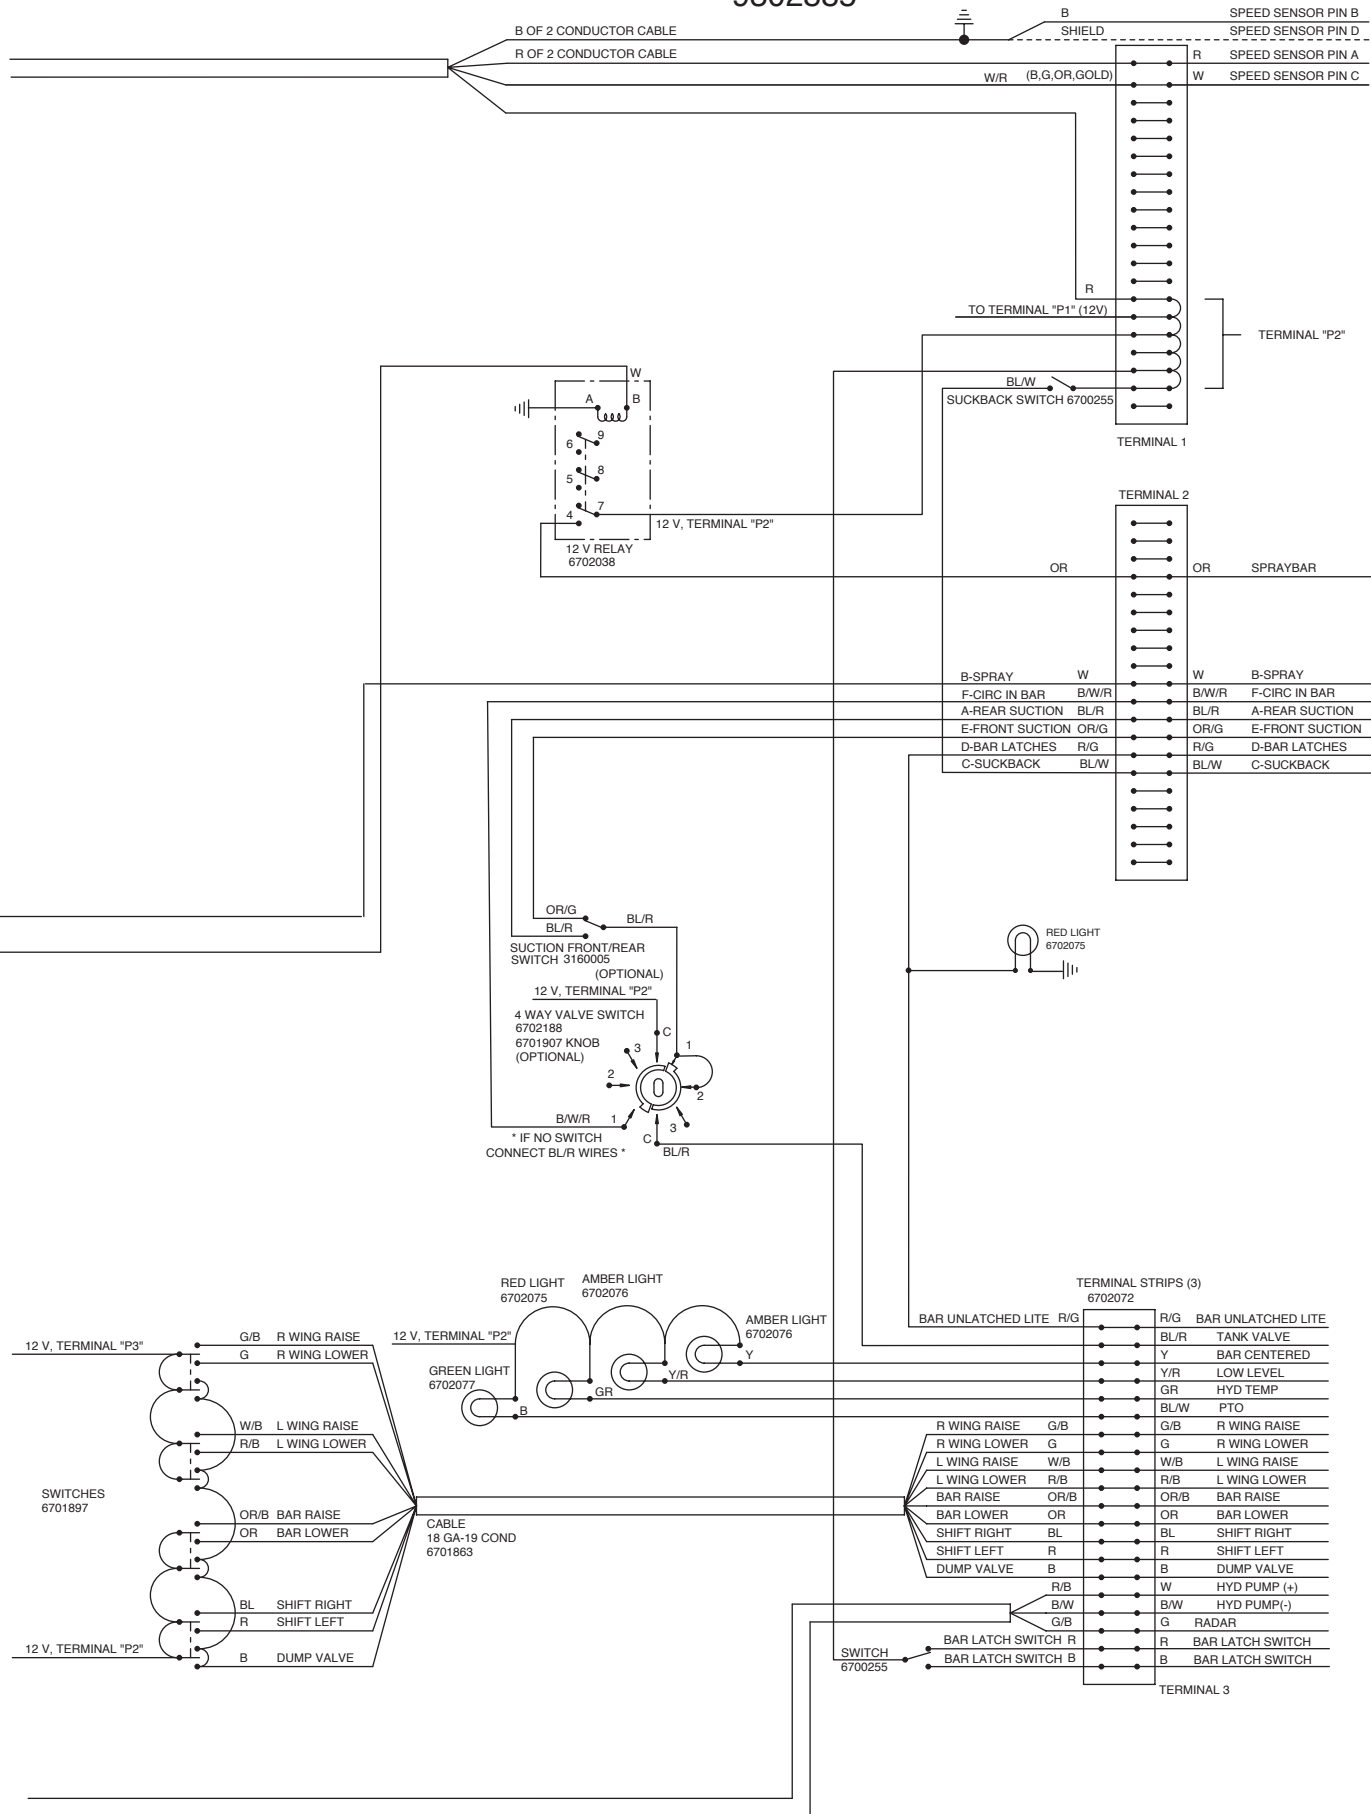 B OF 2 CONDUCTOR CABLE
B
SPEED SENSOR PIN B
SHIELD
SPEED SENSOR PIN D
R OF 2 CONDUCTOR CABLE
R
SPEED SENSOR PIN A
W/R
(B,G,OR,GOLD)
W
SPEED SENSOR PIN C
R
TO TERMINAL "P1" (12V)
TERMINAL "P2"
BL/W
SUCKBACK SWITCH 6700255
TERMINAL 1
W
A
B
9
6
8
5
7
4
12 V, TERMINAL "P2"
12 V RELAY
6702038
TERMINAL 2
OR
OR
SPRAYBAR
B-SPRAY W
W B-SPRAY
F-CIRC IN BAR B/W/R
B/W/R F-CIRC IN BAR
A-REAR SUCTION BL/R
BL/R A-REAR SUCTION
E-FRONT SUCTION OR/G
OR/G E-FRONT SUCTION
D-BAR LATCHES R/G
R/G D-BAR LATCHES
C-SUCKBACK BL/W
BL/W C-SUCKBACK
OR/G
BL/R
BL/R
SUCTION FRONT/REAR
SWITCH 3160005
(OPTIONAL)
RED LIGHT
6702075
12 V, TERMINAL "P2"
4 WAY VALVE SWITCH
6702188
6701907 KNOB
(OPTIONAL)
C
3
1
2
2
B/W/R
1
3
C
BL/R
* IF NO SWITCH
CONNECT BL/R WIRES *
RED LIGHT
6702075
AMBER LIGHT
6702076
AMBER LIGHT
6702076
12 V, TERMINAL "P2"
GREEN LIGHT
6702077
Y
Y/R
GR
B
TERMINAL STRIPS (3)
6702072
BAR UNLATCHED LITE R/G
R/G BAR UNLATCHED LITE
BL/R TANK VALVE
Y BAR CENTERED
Y/R LOW LEVEL
GR HYD TEMP
BL/W PTO
R WING RAISE G/B
G/B R WING RAISE
R WING LOWER G
G R WING LOWER
L WING RAISE W/B
W/B L WING RAISE
L WING LOWER R/B
R/B L WING LOWER
BAR RAISE OR/B
OR/B BAR RAISE
BAR LOWER OR
OR BAR LOWER
SHIFT RIGHT BL
BL SHIFT RIGHT
SHIFT LEFT R
R SHIFT LEFT
DUMP VALVE B
B DUMP VALVE
R/B
W HYD PUMP (+)
B/W
B/W HYD PUMP(-)
G/B
G RADAR
BAR LATCH SWITCH R
R BAR LATCH SWITCH
BAR LATCH SWITCH B
B BAR LATCH SWITCH
SWITCH
6700255
TERMINAL 3
12 V, TERMINAL "P3"
G/B R WING RAISE
G R WING LOWER
W/B L WING RAISE
R/B L WING LOWER
SWITCHES
6701897
OR/B BAR RAISE
OR BAR LOWER
CABLE
18 GA-19 COND
6701863
BL SHIFT RIGHT
R SHIFT LEFT
12 V, TERMINAL "P2"
B DUMP VALVE